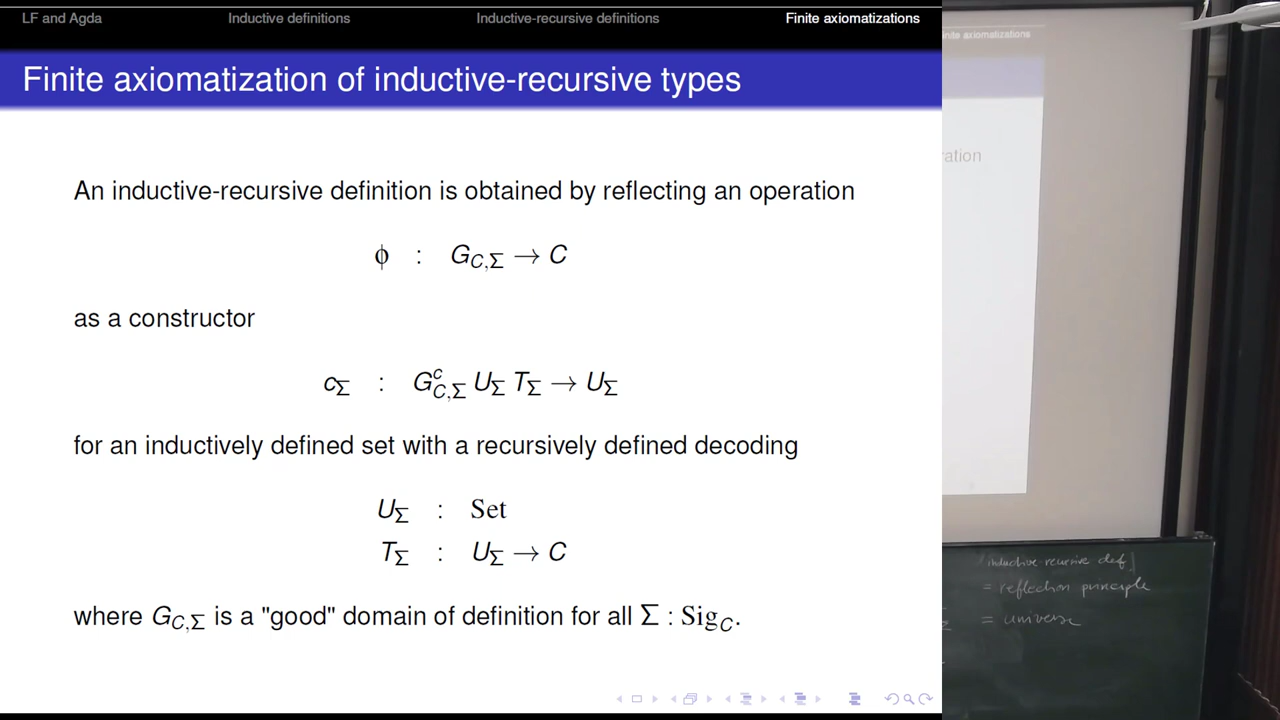 LF and Agda Inductive definitions Inductive-recursive definitions Finite axiomatizations
Finite axiomatization of inductive-recursive types
An inductive-recursive definition is obtained by reflecting an operation
ϕ : G_{C,Σ} → C
as a constructor
c_Σ : G^c_{C,Σ} U_Σ T_Σ → U_Σ
for an inductively defined set with a recursively defined decoding
U_Σ : Set
T_Σ : U_Σ → C
where G_{C,Σ} is a "good" domain of definition for all Σ : Sig_C.
axiomatizations
inductive-recursive def
= reflection principle
= universe